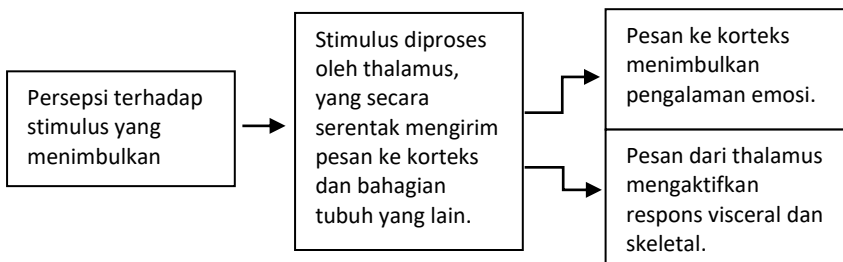 Persepsi terhadap
stimulus yang
menimbulkan
Stimulus diproses
oleh thalamus,
yang secara
serentak mengirim
pesan ke korteks
dan bahagian
tubuh yang lain.
Pesan ke korteks
menimbulkan
pengalaman emosi.
Pesan dari thalamus
mengaktifkan
respons visceral dan
skeletal.